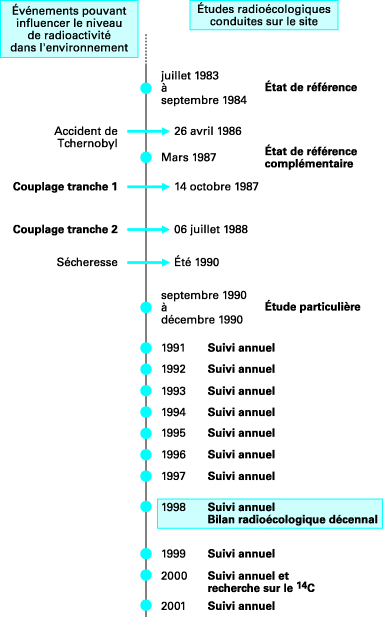 Événements pouvant
influencer le niveau
de radioactivité
dans l'environnement
Études radioécologiques
conduites sur le site
juillet 1983
à
septembre 1984
État de référence
Accident de
Tchernobyl
26 avril 1986
Mars 1987
État de référence
complémentaire
Couplage tranche 1
14 octobre 1987
Couplage tranche 2
06 juillet 1988
Sécheresse
Été 1990
septembre 1990
à
décembre 1990
Étude particulière
1991 Suivi annuel
1992 Suivi annuel
1993 Suivi annuel
1994 Suivi annuel
1995 Suivi annuel
1996 Suivi annuel
1997 Suivi annuel
1998 Suivi annuel
Bilan radioécologique décennal
1999 Suivi annuel
2000 Suivi annuel et
recherche sur le ¹⁴C
2001 Suivi annuel